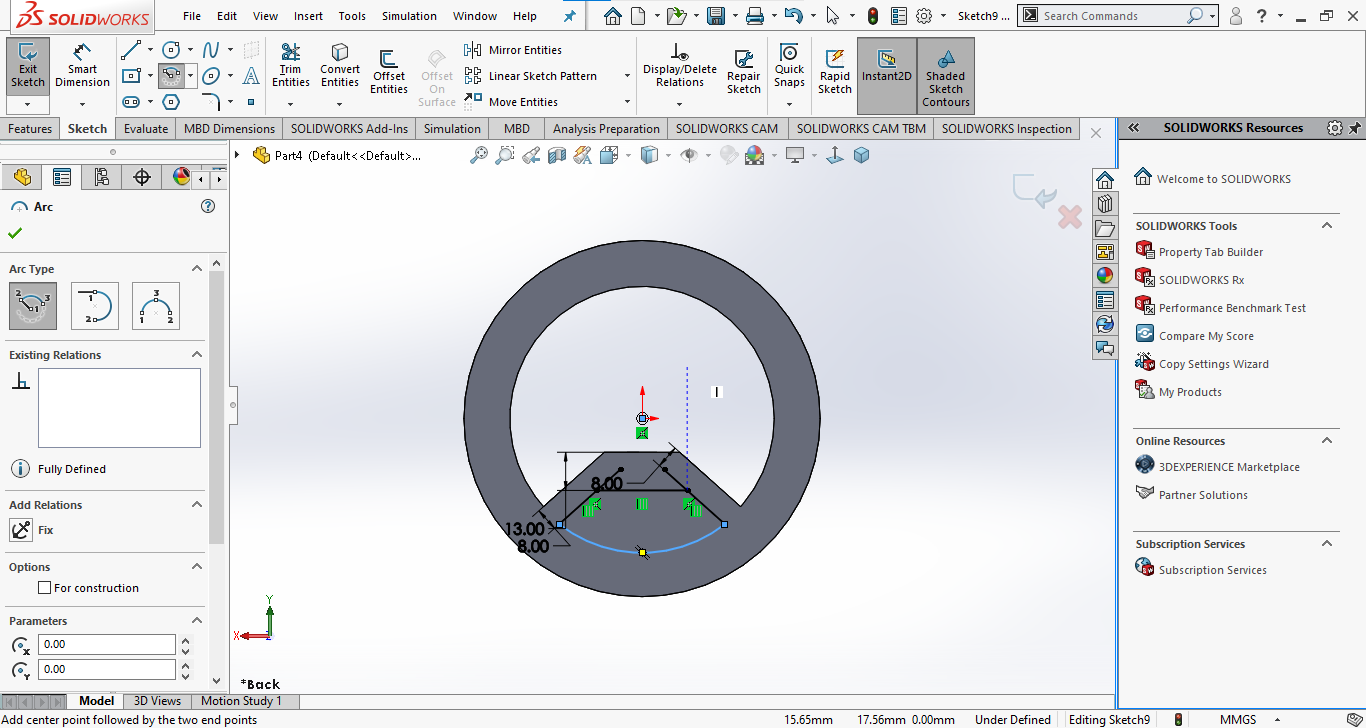 SOLIDWORKS
File Edit View Insert Tools Simulation Window Help
Sketch9 ...
Search Commands
?
Exit Sketch
Smart Dimension
Trim Entities
Convert Entities
Offset Entities
Offset On Surface
Mirror Entities
Linear Sketch Pattern
Move Entities
Display/Delete Relations
Repair Sketch
Quick Snaps
Rapid Sketch
Instant2D
Shaded Sketch Contours
Features Sketch Evaluate MBD Dimensions SOLIDWORKS Add-Ins Simulation MBD Analysis Preparation SOLIDWORKS CAM SOLIDWORKS CAM TBM SOLIDWORKS Inspection
SOLIDWORKS Resources
Part4 (Default<<Default>...
Arc
?
Arc Type
Existing Relations
Fully Defined
Add Relations
Fix
Options
For construction
Parameters
0.00
0.00
8.00
13.00
8.00
Y
X
*Back
Welcome to SOLIDWORKS
SOLIDWORKS Tools
Property Tab Builder
SOLIDWORKS Rx
Performance Benchmark Test
Compare My Score
Copy Settings Wizard
My Products
Online Resources
3DEXPERIENCE Marketplace
Partner Solutions
Subscription Services
Subscription Services
Model 3D Views Motion Study 1
Add center point followed by the two end points
15.65mm 17.56mm 0.00mm Under Defined Editing Sketch9 MMGS